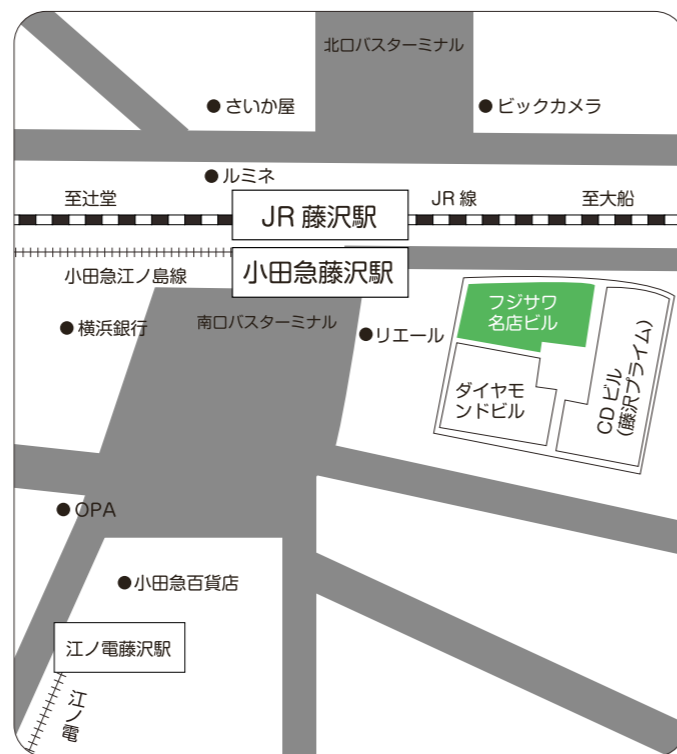 北口バスターミナル
さいか屋
ビックカメラ
ルミネ
至辻堂
JR 藤沢駅
JR 線
至大船
小田急藤沢駅
小田急江ノ島線
フジサワ
名店ビル
横浜銀行
南口バスターミナル
リエール
ダイヤモ
ンドビル
CD ビル
(藤沢プライム)
OPA
小田急百貨店
江ノ電藤沢駅
江ノ電